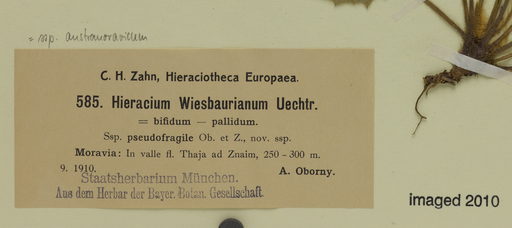 = ssp. austromoravicum
C. H. Zahn, Hieraciotheca Europaea.
585. Hieracium Wiesbaurianum Uechtr.
= bifidum — pallidum.
Ssp. pseudofragile Ob. et Z., nov. ssp.
Moravia: In valle fl. Thaja ad Znaim, 250 - 300 m.
9. 1910. A. Oborny.
Staatsherbarium München.
Aus dem Herbar der Bayer. Botan. Gesellschaft.
imaged 2010